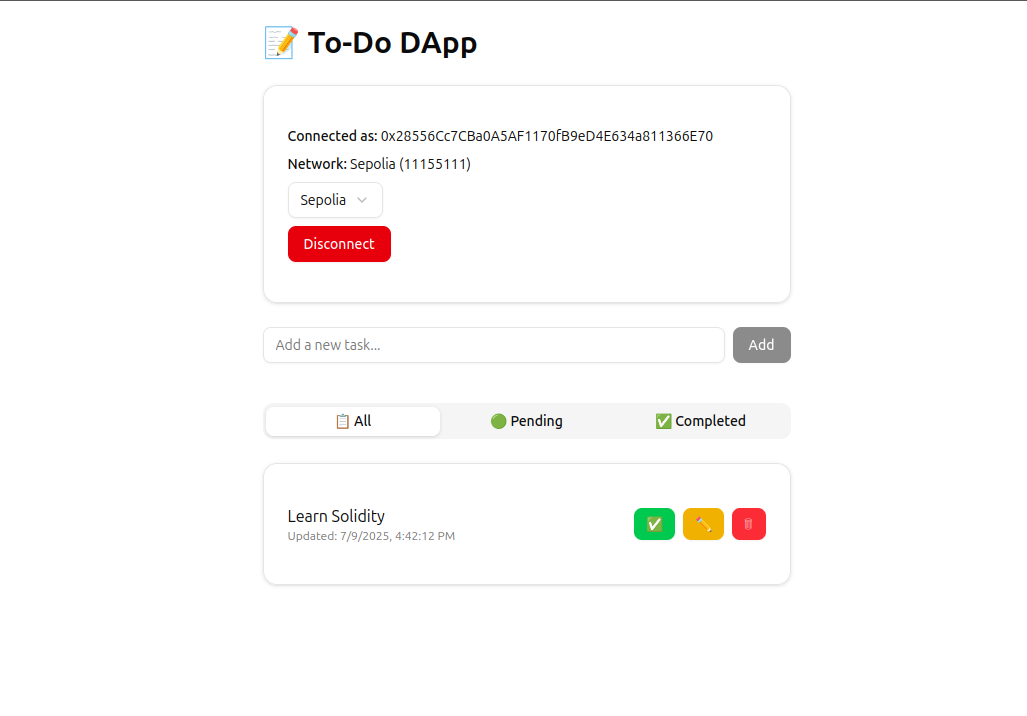 📝 To-Do DApp
Connected as: 0x28556Cc7CBa0A5AF1170fB9eD4E634a811366E70
Network: Sepolia (11155111)
Sepolia
Disconnect
Add a new task...
Add
📋 All
🟢 Pending
✅ Completed
Learn Solidity
Updated: 7/9/2025, 4:42:12 PM